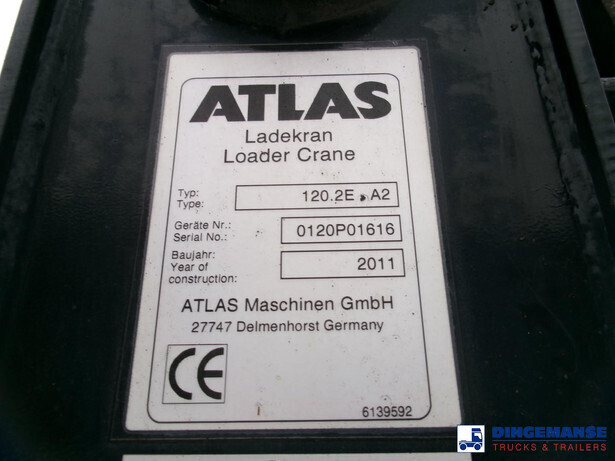 ATLAS
Ladekran
Loader Crane
Typ: 120.2E A2
Type:
Geräte Nr.: 0120P01616
Serial No.:
Baujahr: 2011
Year of
construction:
ATLAS Maschinen GmbH
27747 Delmenhorst Germany
CE
6139592
DINGEMANSE
TRUCKS & TRAILERS